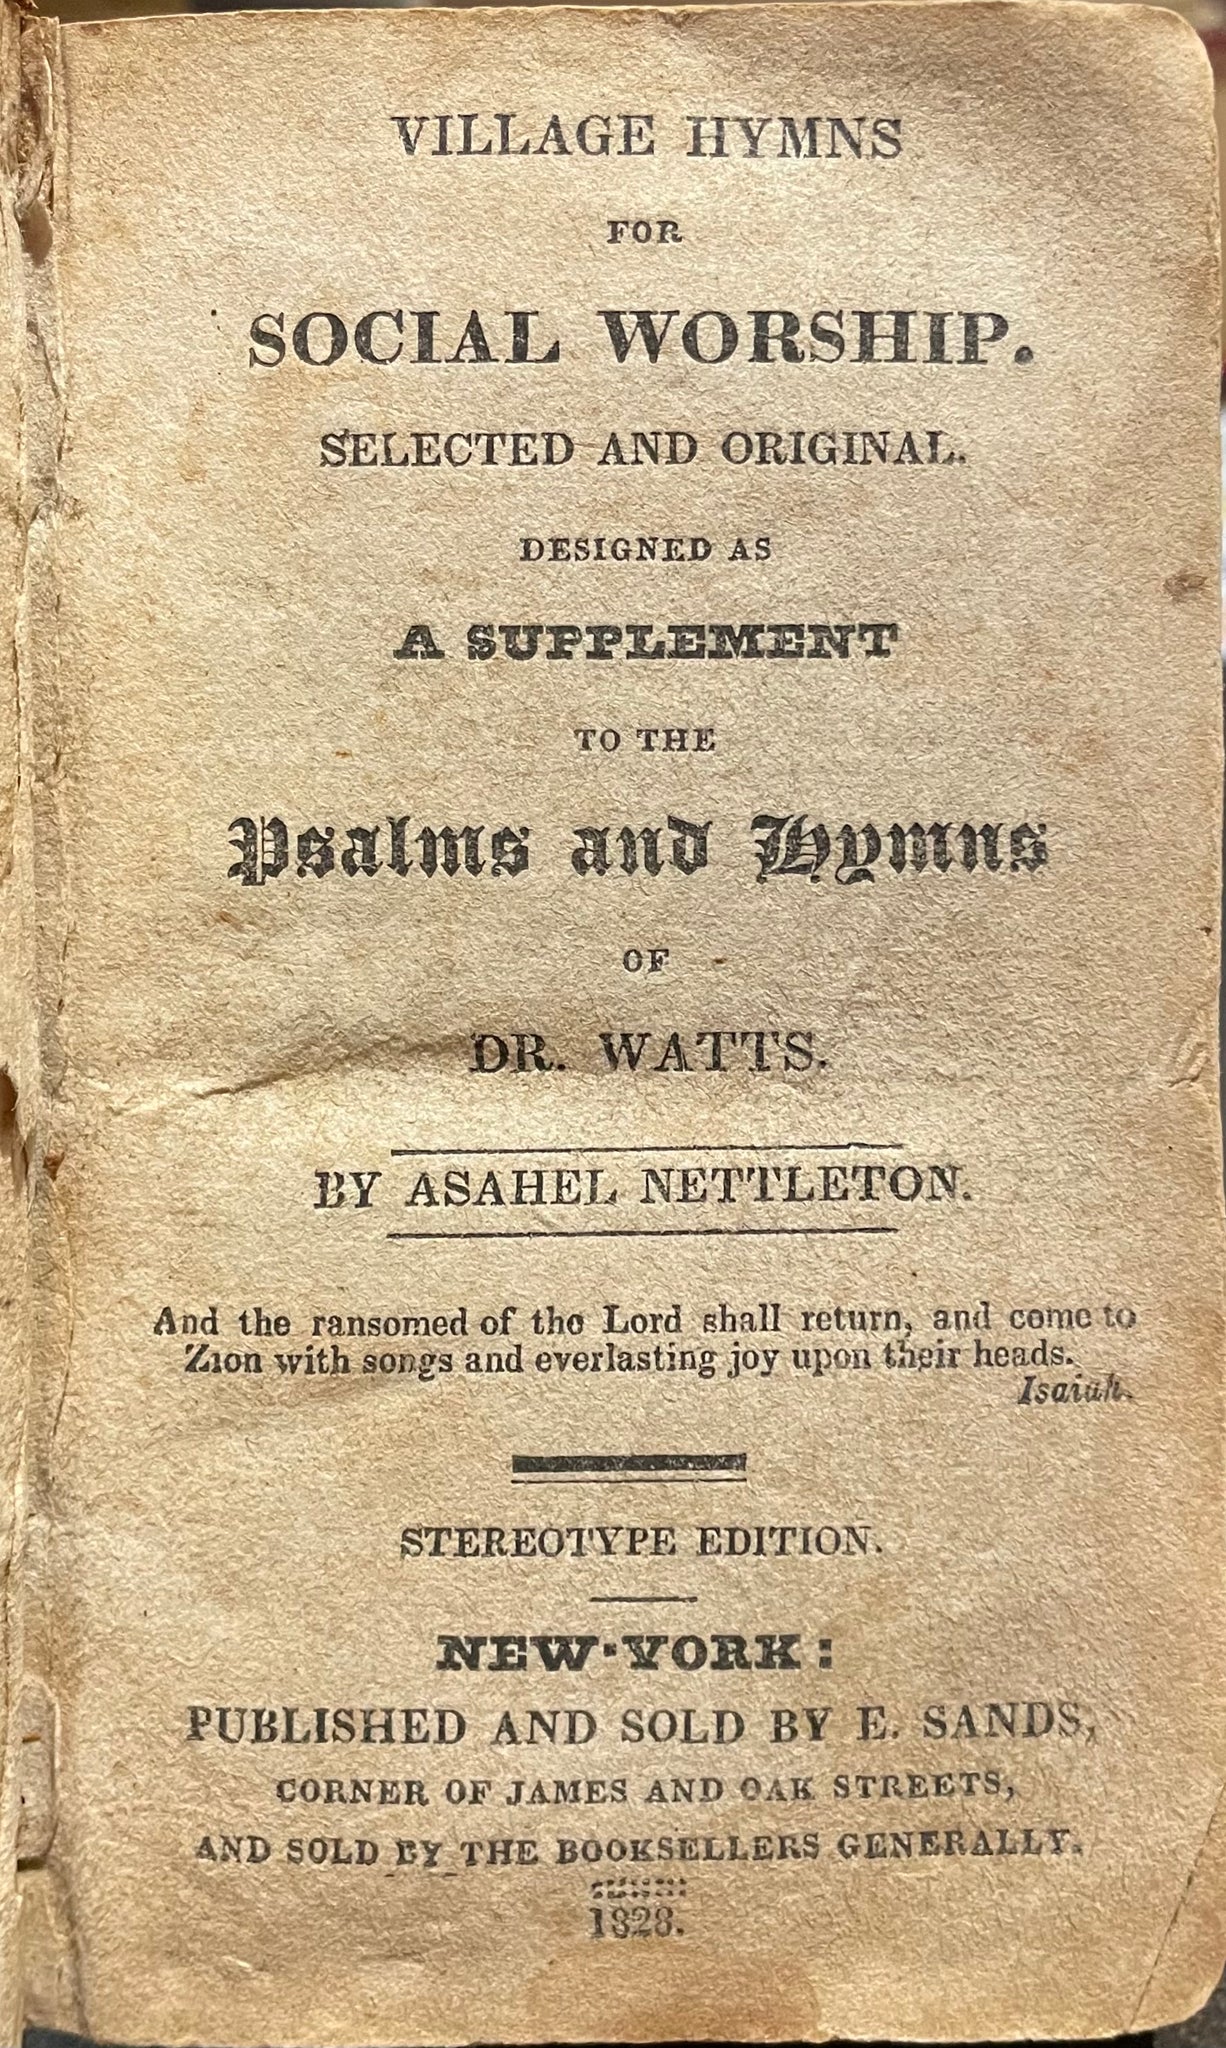 VILLAGE HYMNS
FOR
SOCIAL WORSHIP.
SELECTED AND ORIGINAL.
DESIGNED AS
A SUPPLEMENT
TO THE
Psalms and Hymns
OF
DR. WATTS.
BY ASAHEL NETTLETON.
And the ransomed of the Lord shall return, and come to
Zion with songs and everlasting joy upon their heads.
Isaiah.
STEREOTYPE EDITION.
NEW-YORK:
PUBLISHED AND SOLD BY E. SANDS,
CORNER OF JAMES AND OAK STREETS,
AND SOLD BY THE BOOKSELLERS GENERALLY.
1828.